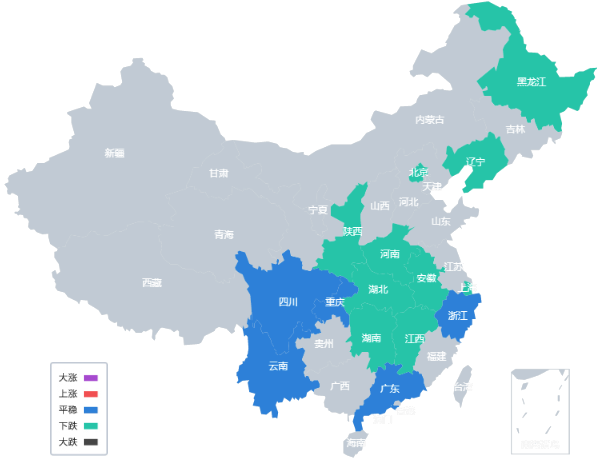 黑龙江
内蒙古
吉林
新疆
辽宁
甘肃
北京
天津
宁夏
山西
河北
山东
青海
陕西
河南
江苏
安徽
西藏
上海
湖北
四川
重庆
浙江
湖南
江西
贵州
福建
云南
广西
广东
台湾
海南
大涨
上涨
平稳
下跌
大跌